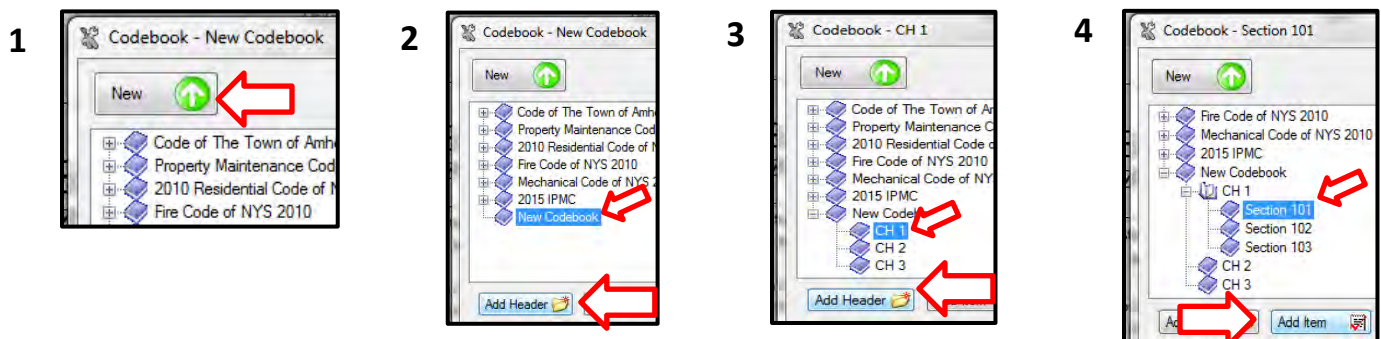 1
Codebook - New Codebook
New
Code of The Town of Amh
Property Maintenance Cod
2010 Residential Code of N
Fire Code of NYS 2010
2
Codebook - New Codebook
New
Code of The Town of Amh
Property Maintenance Cod
2010 Residential Code of N
Fire Code of NYS 2010
Mechanical Code of NYS 2
2015 IPMC
New Codebook
Add Header
3
Codebook - CH 1
New
Code of The Town of Am
Property Maintenance C
2010 Residential Code o
Fire Code of NYS 2010
Mechanical Code of NY
2015 IPMC
New Codeb
CH 1
CH 2
CH 3
Add Header
4
Codebook - Section 101
New
Fire Code of NYS 2010
Mechanical Code of NYS 2010
2015 IPMC
New Codebook
CH 1
Section 101
Section 102
Section 103
CH 2
CH 3
Add Item